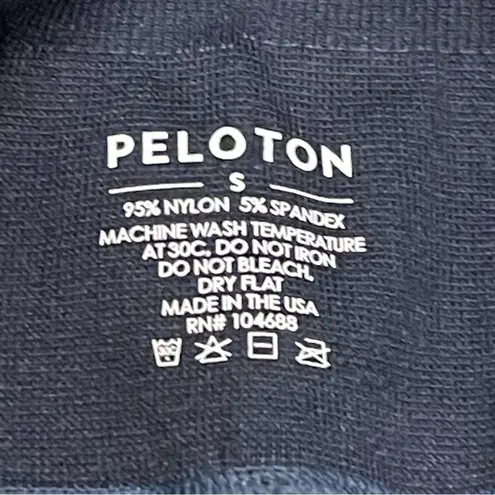 PELOTON
S
95% NYLON 5% SPANDEX
MACHINE WASH TEMPERATURE
AT 30C, DO NOT IRON
DO NOT BLEACH,
DRY FLAT
MADE IN THE USA
RN# 104688